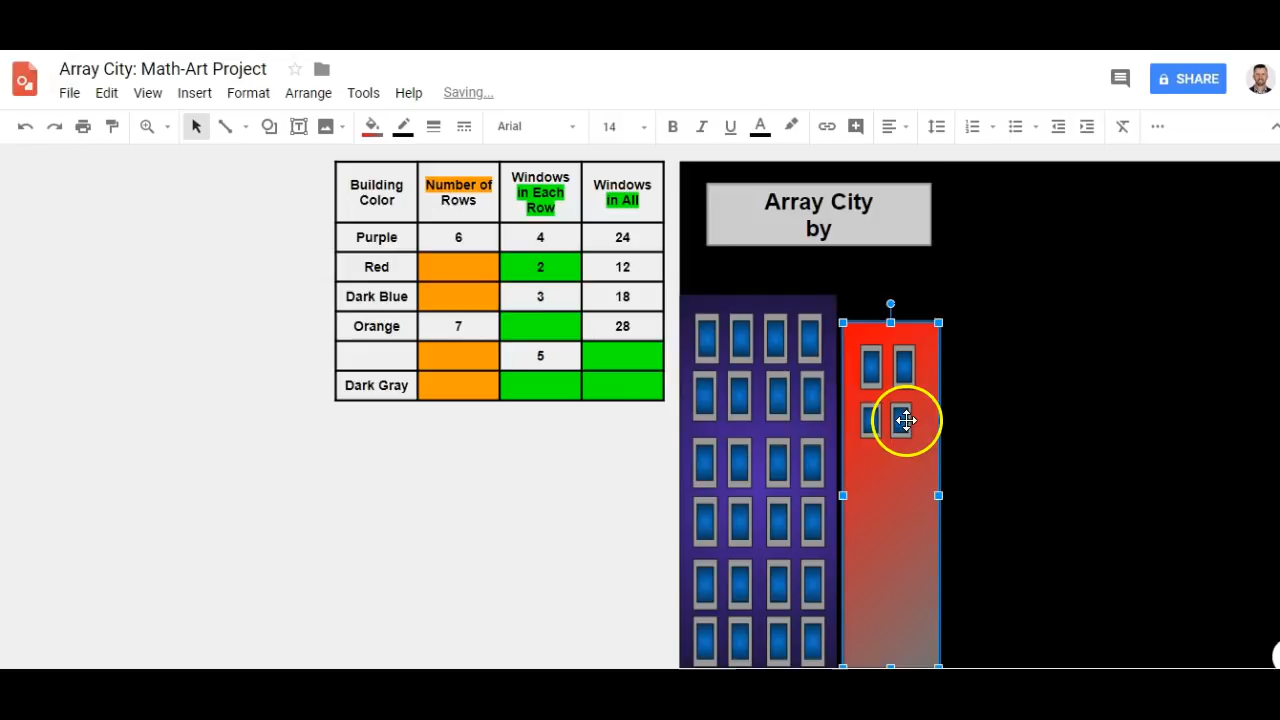 Array City: Math-Art Project
SHARE
File Edit View Insert Format Arrange Tools Help Saving...
Arial 14 B I U A
Building Color
Number of Rows
Windows in Each Row
Windows in All
Purple 6 4 24
Red 2 12
Dark Blue 3 18
Orange 7 28
5
Dark Gray
Array City
by